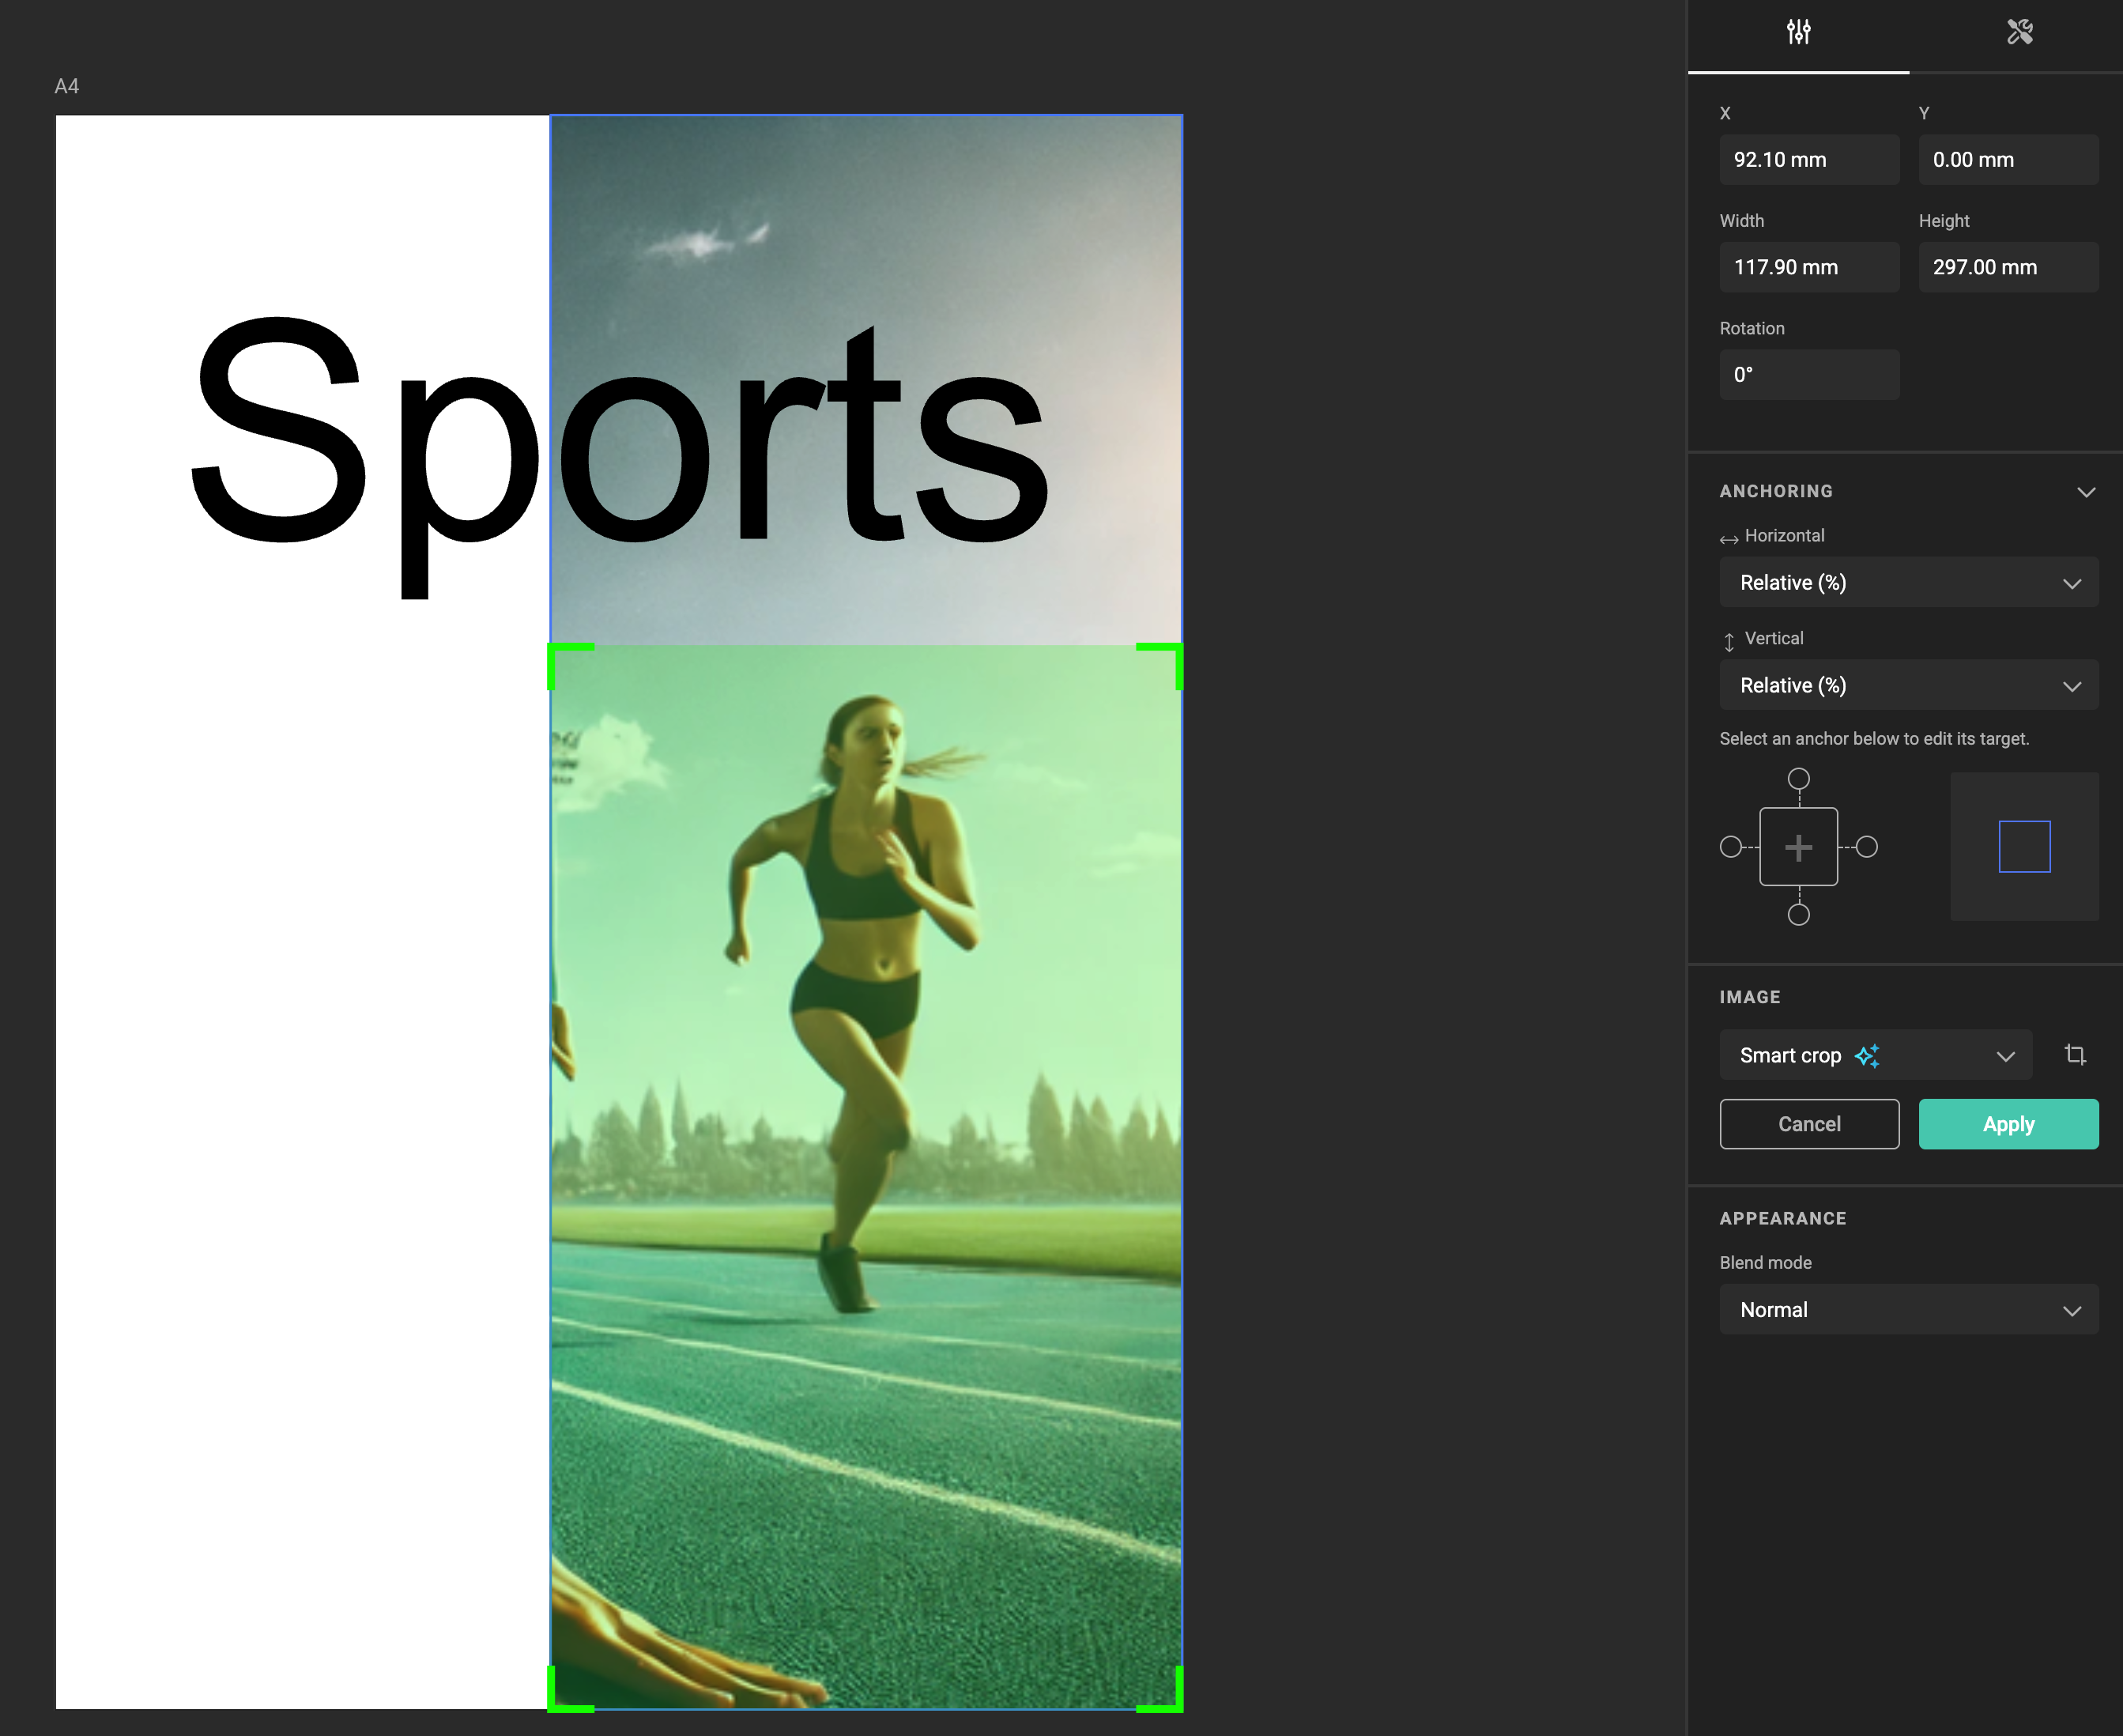 A4
Sports
X
Y
92.10 mm
0.00 mm
Width
Height
117.90 mm
297.00 mm
Rotation
0°
ANCHORING
Horizontal
Relative (%)
Vertical
Relative (%)
Select an anchor below to edit its target.
IMAGE
Smart crop
Cancel
Apply
APPEARANCE
Blend mode
Normal